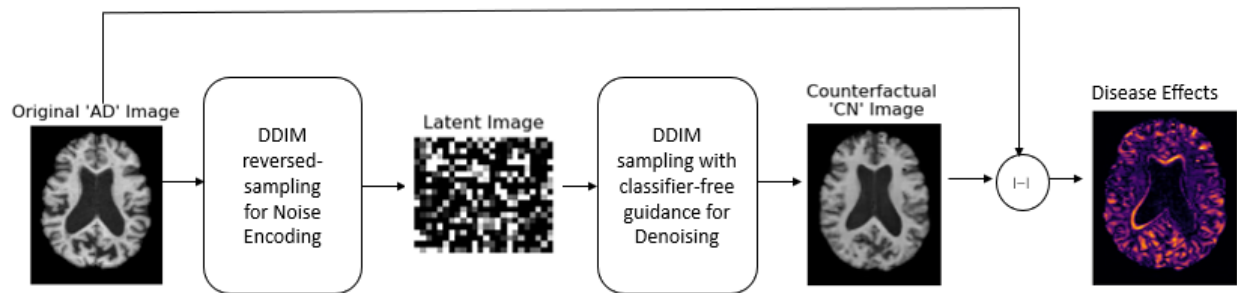 Original 'AD' Image
DDIM
reversed-
sampling
for Noise
Encoding
Latent Image
DDIM
sampling with
classifier-free
guidance for
Denoising
Counterfactual
'CN' Image
|−|
Disease Effects